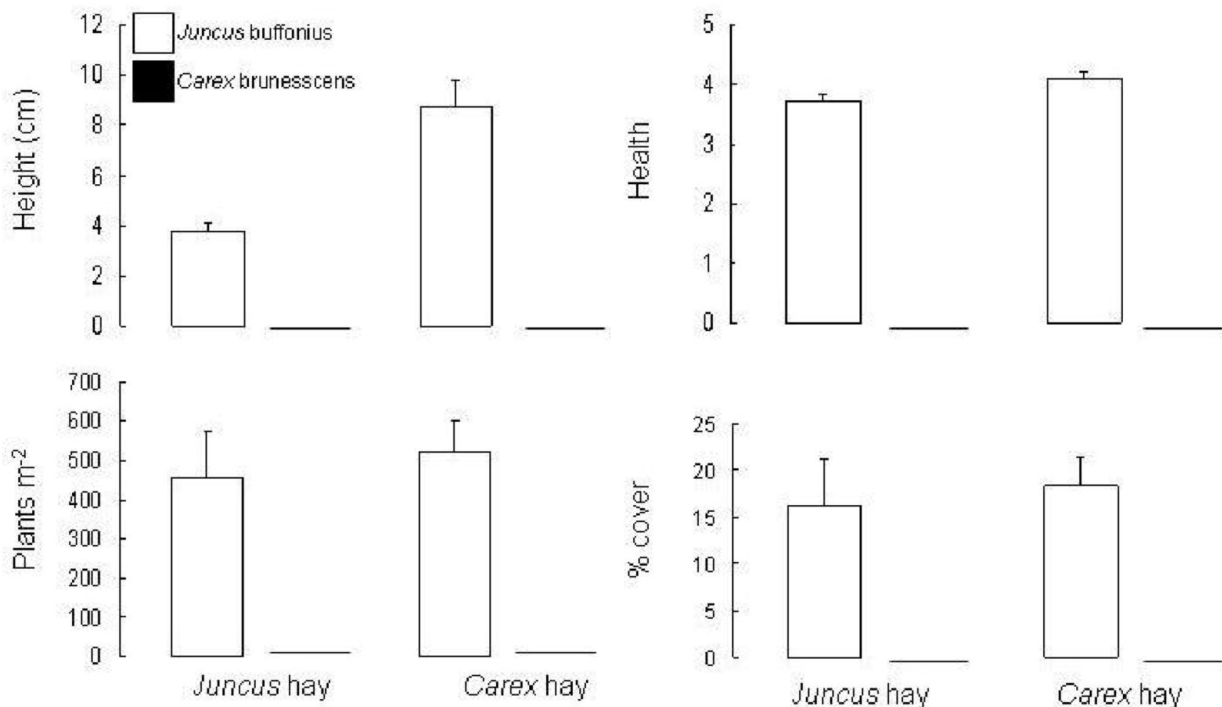 12
10
8
6
4
2
0
Height (cm)
Juncus buffonius
Carex brunesscens
5
4
3
2
1
0
Health
700
600
500
400
300
200
100
0
Plants m⁻²
Juncus hay
Carex hay
25
20
15
10
5
0
% cover
Juncus hay
Carex hay